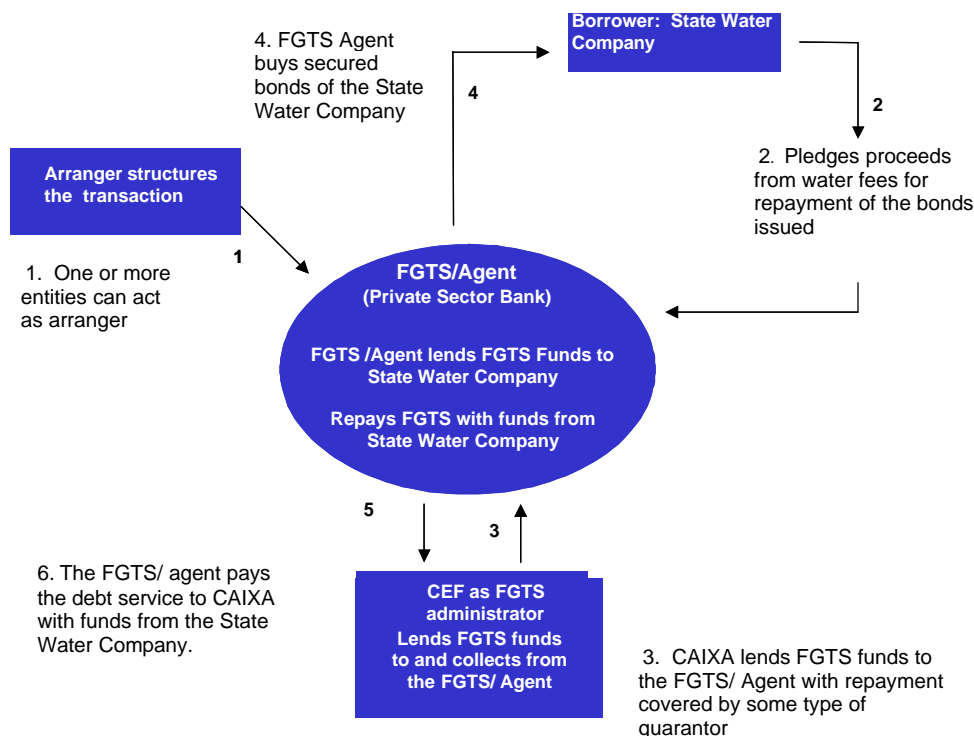 4. FGTS Agent
buys secured
bonds of the State
Water Company
4
Borrower: State Water
Company
2
2. Pledges proceeds
from water fees for
repayment of the bonds
issued
Arranger structures
the transaction
1
1. One or more
entities can act
as arranger
FGTS/Agent
(Private Sector Bank)
FGTS /Agent lends FGTS Funds to
State Water Company
Repays FGTS with funds from
State Water Company
5
3
6. The FGTS/ agent pays
the debt service to CAIXA
with funds from the State
Water Company.
CEF as FGTS
administrator
Lends FGTS funds
to and collects from
the FGTS/ Agent
3. CAIXA lends FGTS funds to
the FGTS/ Agent with repayment
covered by some type of
guarantor